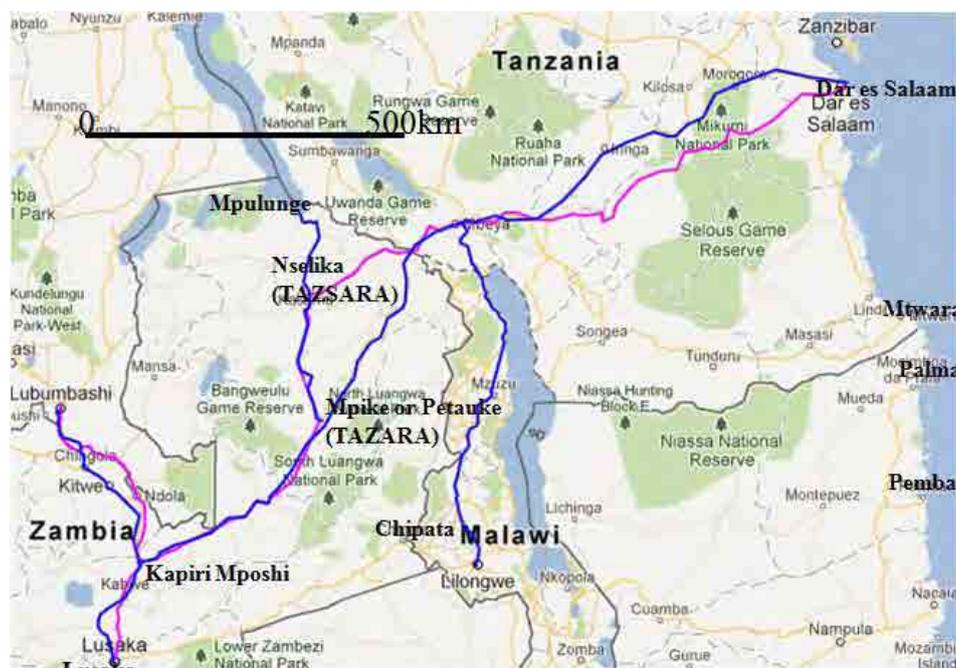 Nyunzu
Kalemie
Zanzibar
Mpanda
Tanzania
Manono
Katavi
National Park
Rungwa Game
Reserve
Kilosa
Morogoro
Dar es Salaam
Dar es
Salaam
0
500km
Mikumi
National Park
Iringa
Ruaha
National Park
Sumbawanga
Mpulunge
Uwanda Game
Reserve
Selous Game
Reserve
Nselika
(TAZSARA)
Kundelungu
National
Park-West
Mtwara
Songea
Masasi
Tunduru
Palma
Mansa
Mueda
Lubumbashi
Bangweulu
Game Reserve
North Luangwa
Mzuzu
Niassa Hunting
Block E
Mpike or Petauke
(TAZARA)
Niassa National
Reserve
Chingola
Kitwe
Ndola
South Luangwa
National Park
Pemba
Montepuez
Lichinga
Zambia
Chipata
Malawi
Kapiri Mposhi
Lilongwe
Nkopola
Kabwe
Cuamba
Nacala
Lusaka
Lower Zambezi
National Park
Zomba
Gurue
Nampula
Mozambi
Island